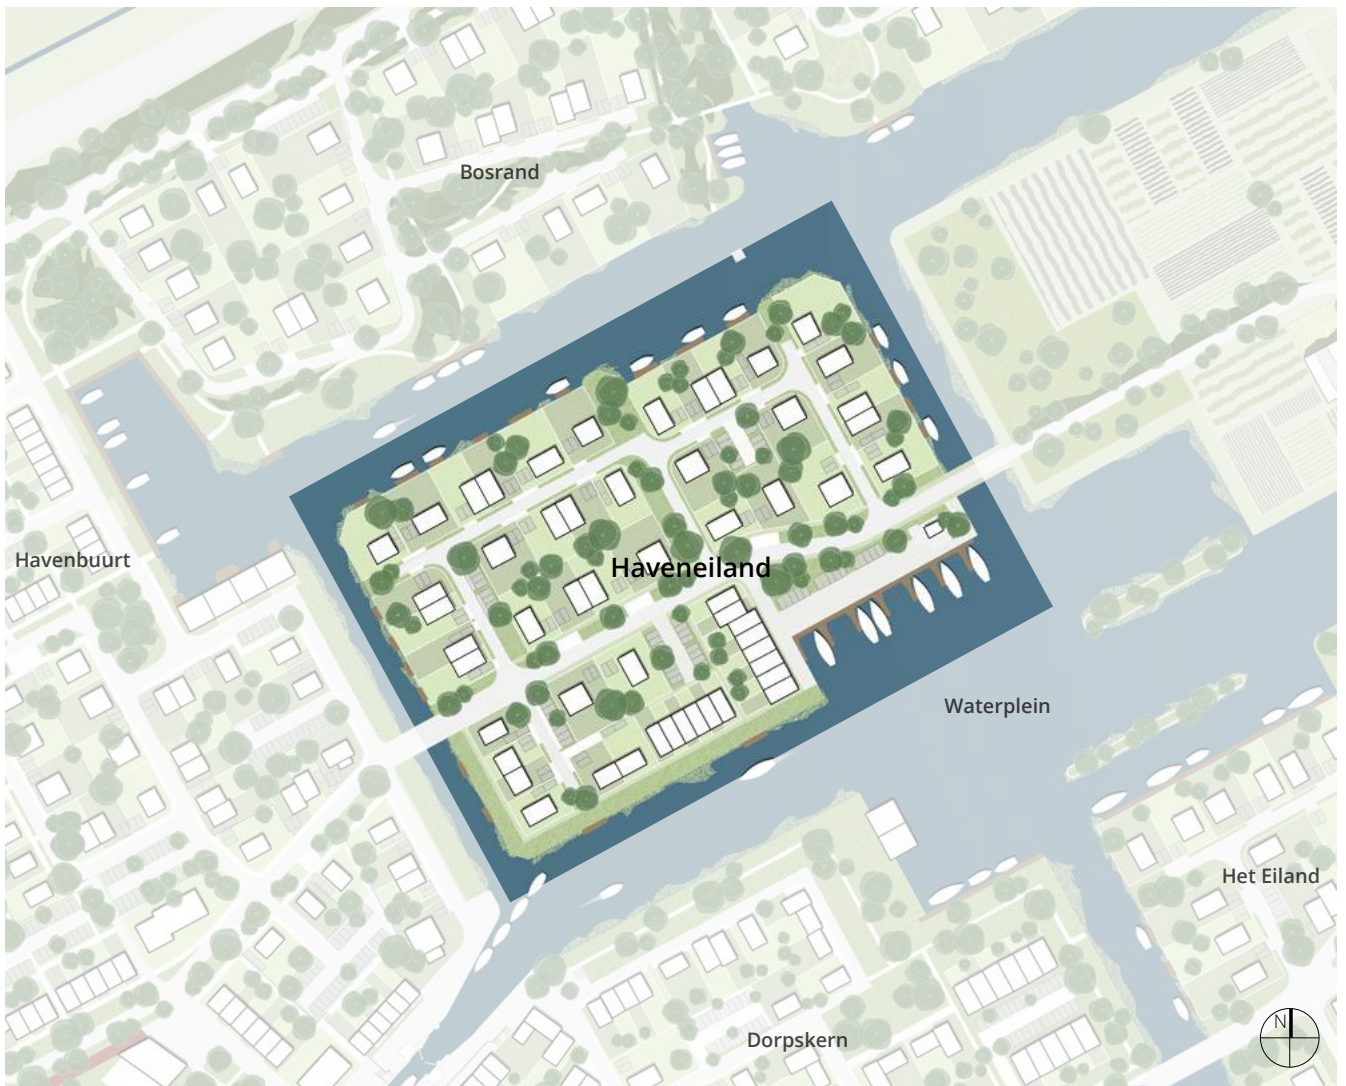 Bosrand
Havenbuurt
Haveneiland
Waterplein
Het Eiland
N
Dorpskern